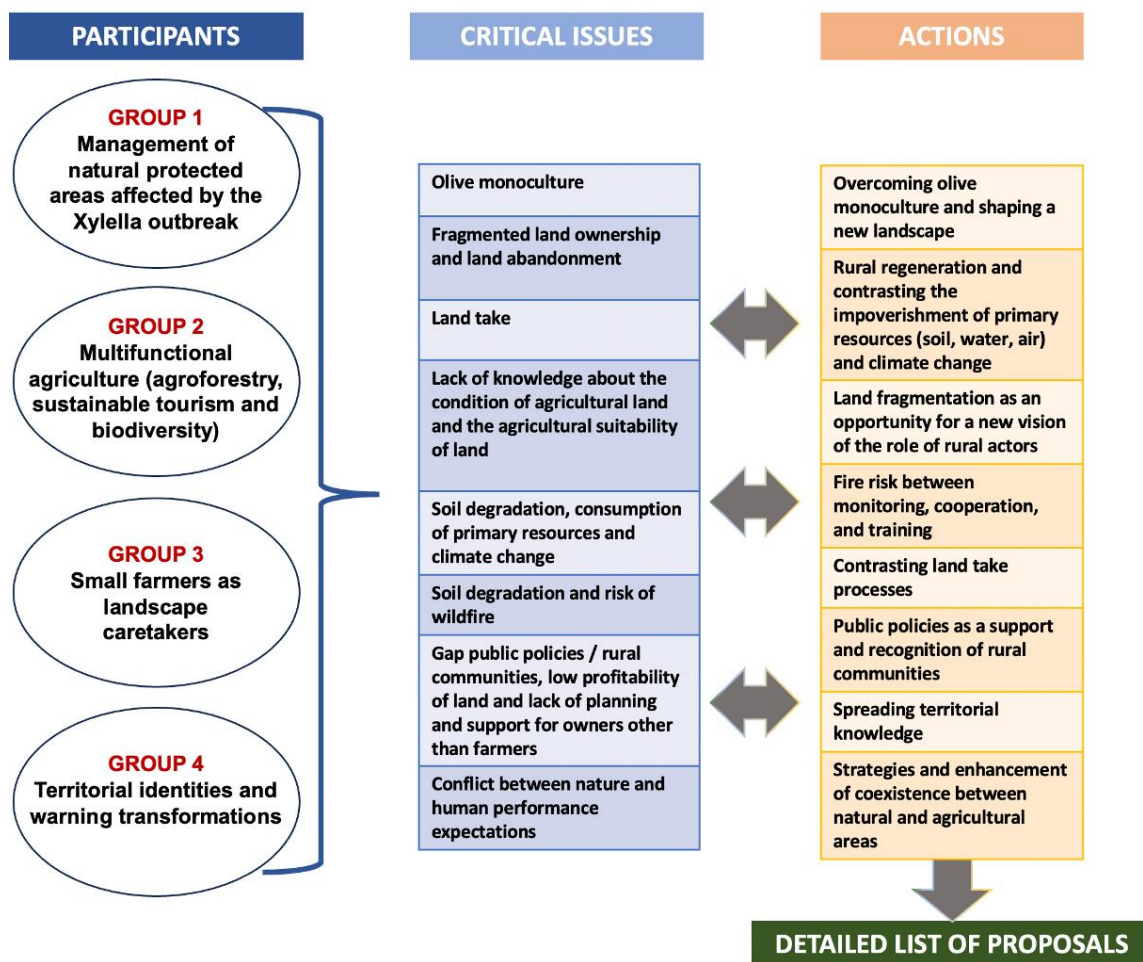 PARTICIPANTS
CRITICAL ISSUES
ACTIONS
GROUP 1
Management of
natural protected
areas affected by the
Xylella outbreak
GROUP 2
Multifunctional
agriculture (agroforestry,
sustainable tourism and
biodiversity)
GROUP 3
Small farmers as
landscape
caretakers
GROUP 4
Territorial identities and
warning transformations
Olive monoculture
Fragmented land ownership
and land abandonment
Land take
Lack of knowledge about the
condition of agricultural land
and the agricultural suitability
of land
Soil degradation, consumption
of primary resources and
climate change
Soil degradation and risk of
wildfire
Gap public policies / rural
communities, low profitability
of land and lack of planning
and support for owners other
than farmers
Conflict between nature and
human performance
expectations
Overcoming olive
monoculture and shaping a
new landscape
Rural regeneration and
contrasting the
impoverishment of primary
resources (soil, water, air)
and climate change
Land fragmentation as an
opportunity for a new vision
of the role of rural actors
Fire risk between
monitoring, cooperation,
and training
Contrasting land take
processes
Public policies as a support
and recognition of rural
communities
Spreading territorial
knowledge
Strategies and enhancement
of coexistence between
natural and agricultural
areas
DETAILED LIST OF PROPOSALS